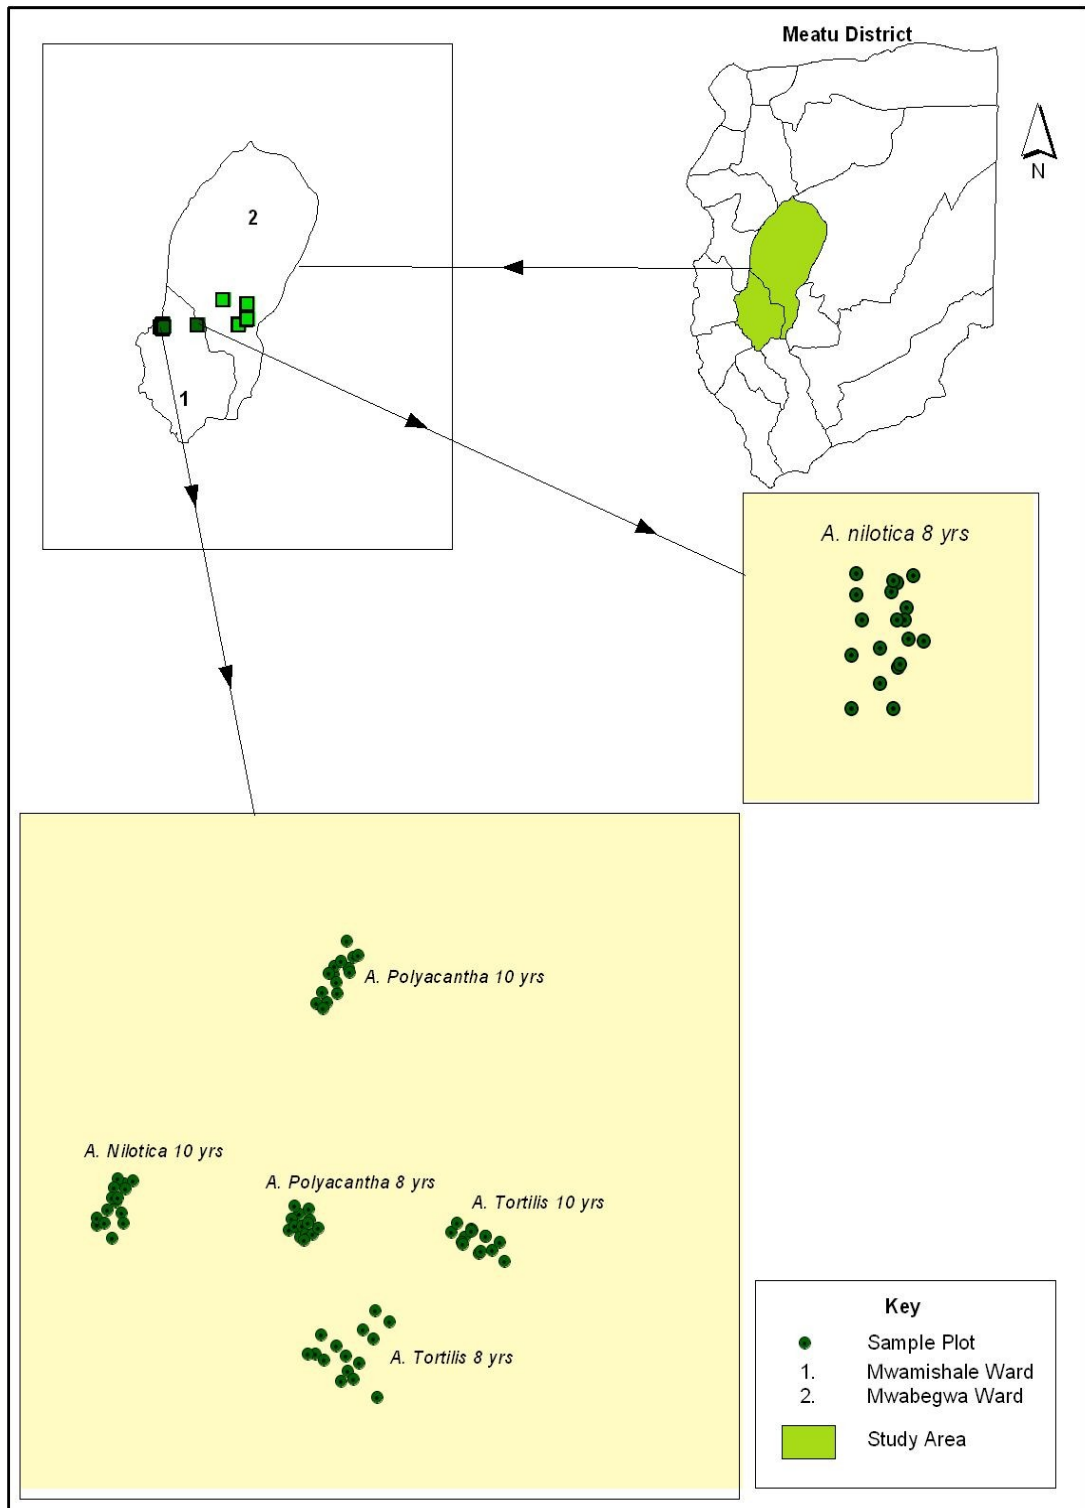 Meatu District
N
2
1
A. nilotica 8 yrs
A. Polyacantha 10 yrs
A. Nilotica 10 yrs
A. Polyacantha 8 yrs
A. Tortilis 10 yrs
A. Tortilis 8 yrs
Key
Sample Plot
1. Mwamishale Ward
2. Mwabegwa Ward
Study Area